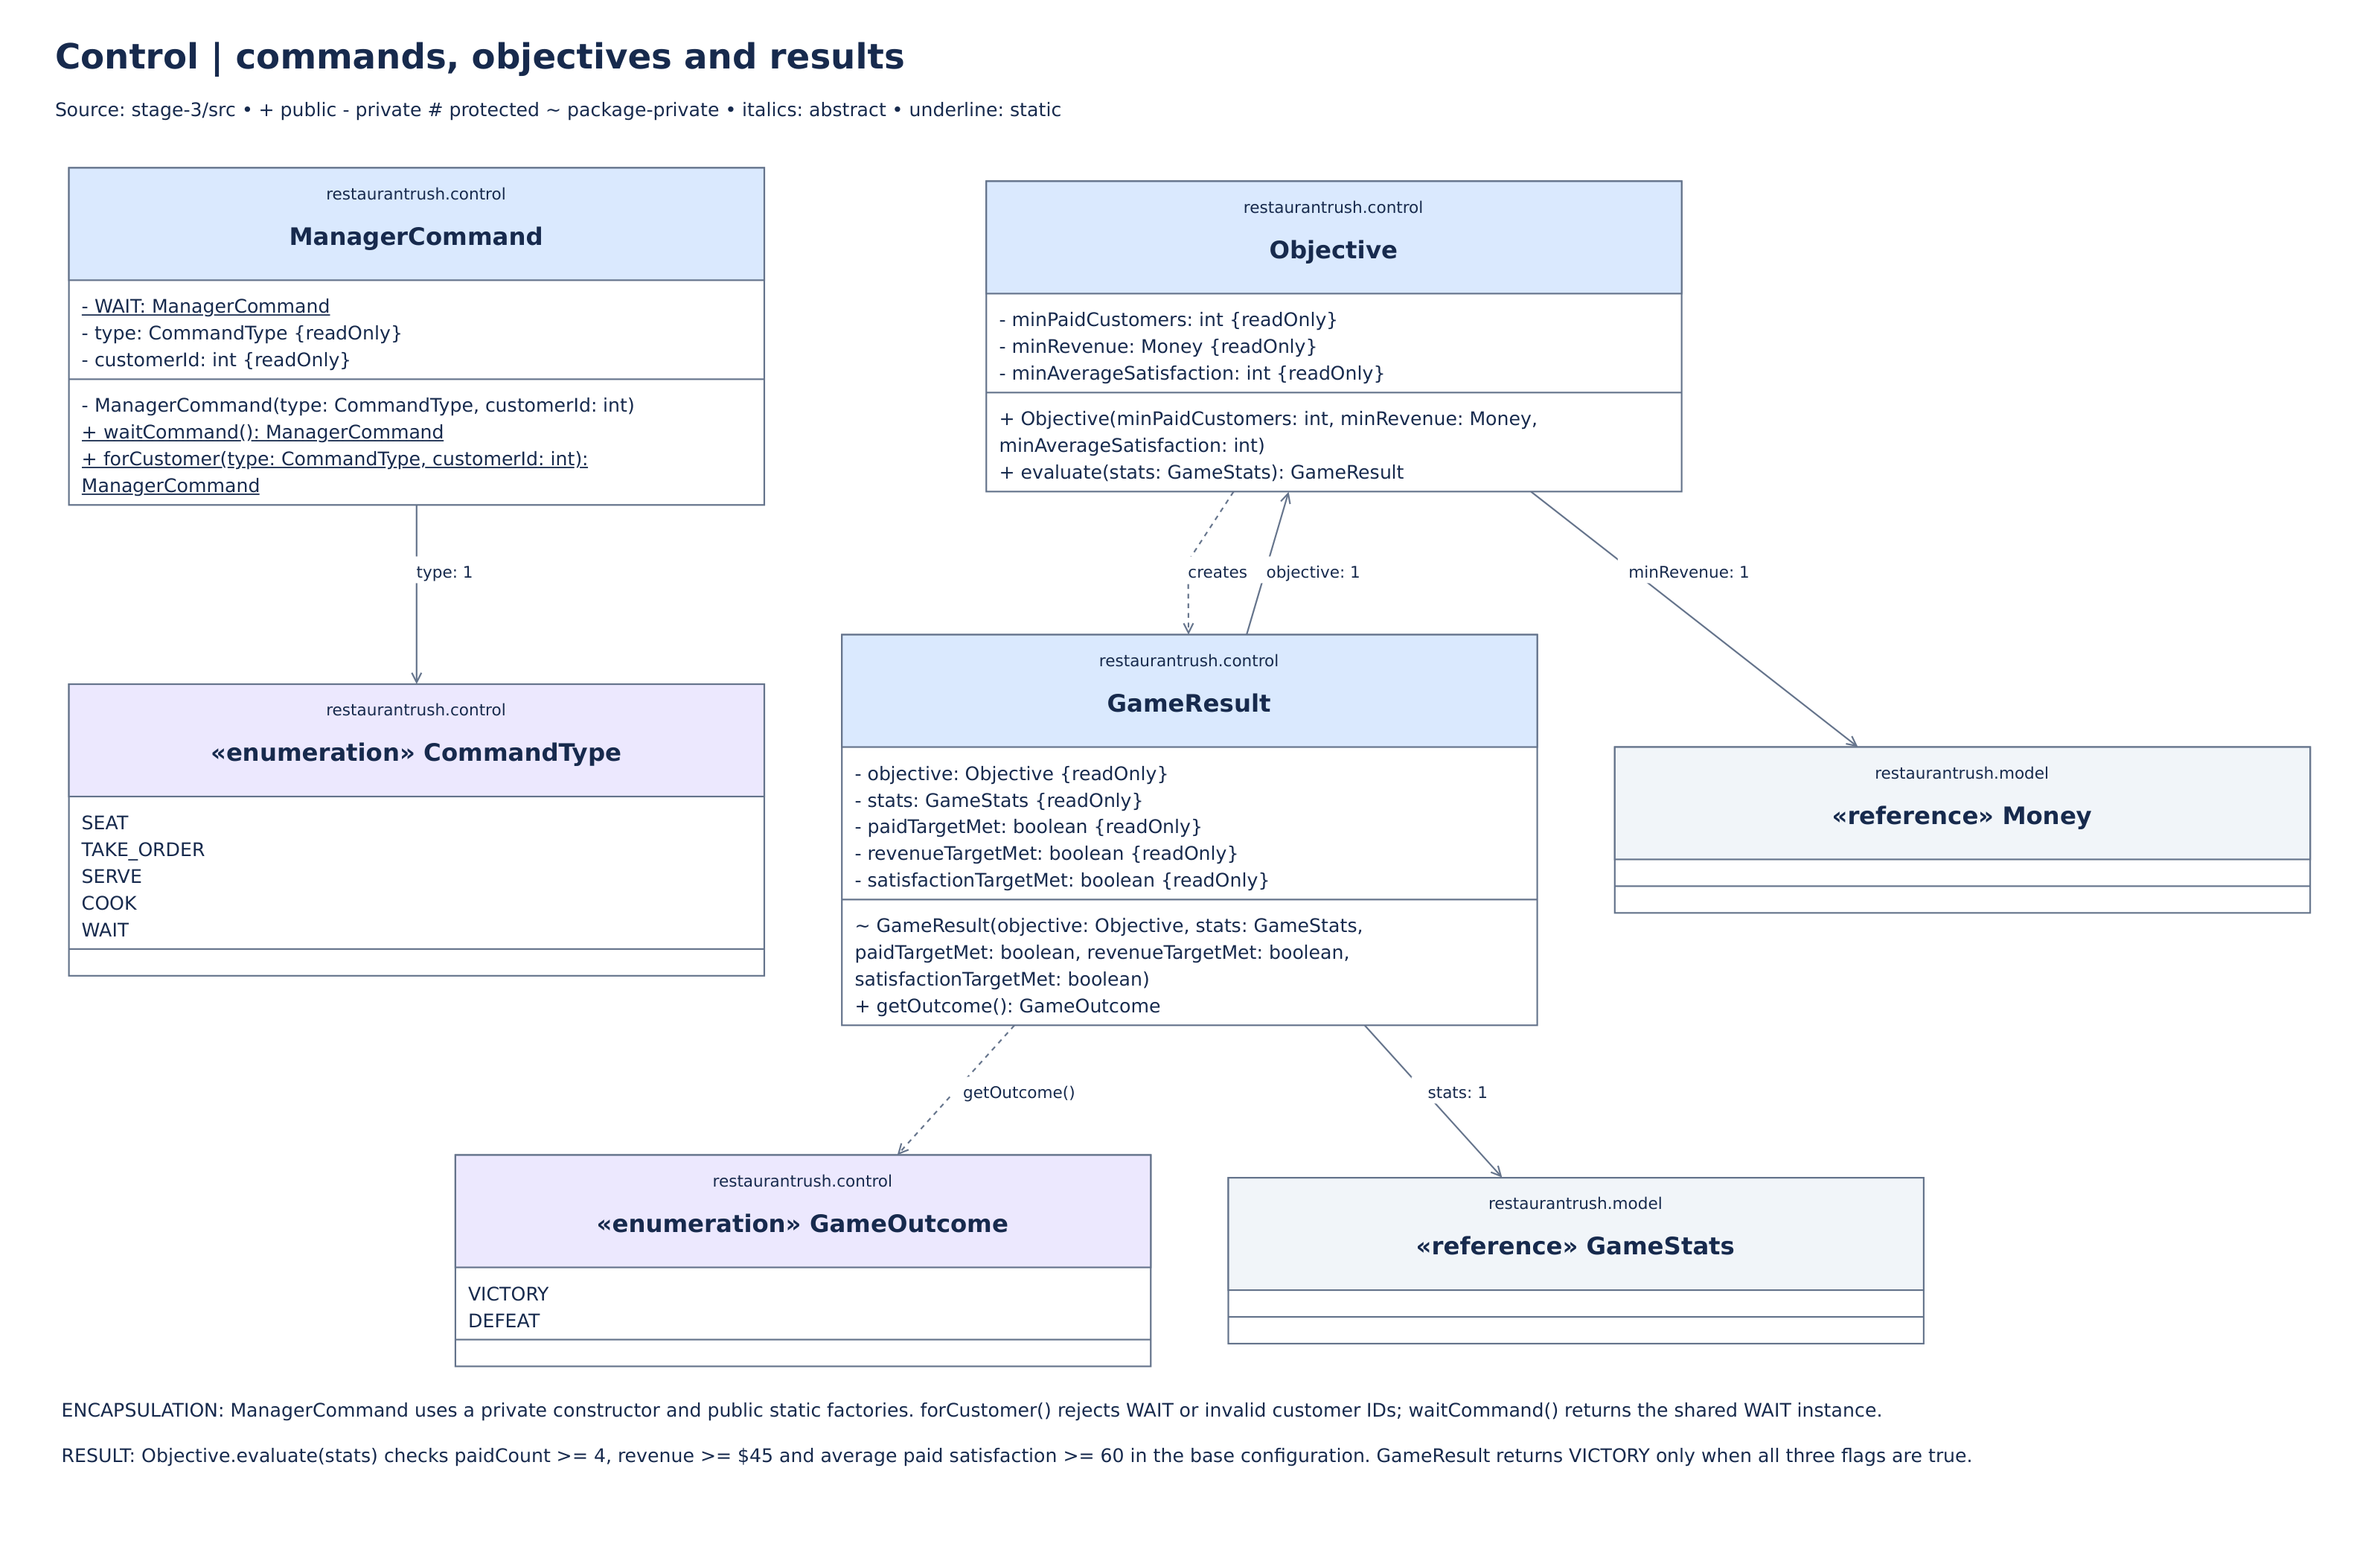 Control | commands, objectives and results
Source: stage-3/src • + public - private # protected ~ package-private • italics: abstract • underline: static
restaurantrush.control
ManagerCommand
- WAIT: ManagerCommand
- type: CommandType {readOnly}
- customerId: int {readOnly}
- ManagerCommand(type: CommandType, customerId: int)
+ waitCommand(): ManagerCommand
+ forCustomer(type: CommandType, customerId: int):
ManagerCommand
restaurantrush.control
Objective
- minPaidCustomers: int {readOnly}
- minRevenue: Money {readOnly}
- minAverageSatisfaction: int {readOnly}
+ Objective(minPaidCustomers: int, minRevenue: Money,
minAverageSatisfaction: int)
+ evaluate(stats: GameStats): GameResult
type: 1
creates
objective: 1
minRevenue: 1
restaurantrush.control
«enumeration» CommandType
SEAT
TAKE_ORDER
SERVE
COOK
WAIT
restaurantrush.control
GameResult
- objective: Objective {readOnly}
- stats: GameStats {readOnly}
- paidTargetMet: boolean {readOnly}
- revenueTargetMet: boolean {readOnly}
- satisfactionTargetMet: boolean {readOnly}
~ GameResult(objective: Objective, stats: GameStats,
paidTargetMet: boolean, revenueTargetMet: boolean,
satisfactionTargetMet: boolean)
+ getOutcome(): GameOutcome
restaurantrush.model
«reference» Money
getOutcome()
stats: 1
restaurantrush.control
«enumeration» GameOutcome
VICTORY
DEFEAT
restaurantrush.model
«reference» GameStats
ENCAPSULATION: ManagerCommand uses a private constructor and public static factories. forCustomer() rejects WAIT or invalid customer IDs; waitCommand() returns the shared WAIT instance.
RESULT: Objective.evaluate(stats) checks paidCount >= 4, revenue >= $45 and average paid satisfaction >= 60 in the base configuration. GameResult returns VICTORY only when all three flags are true.